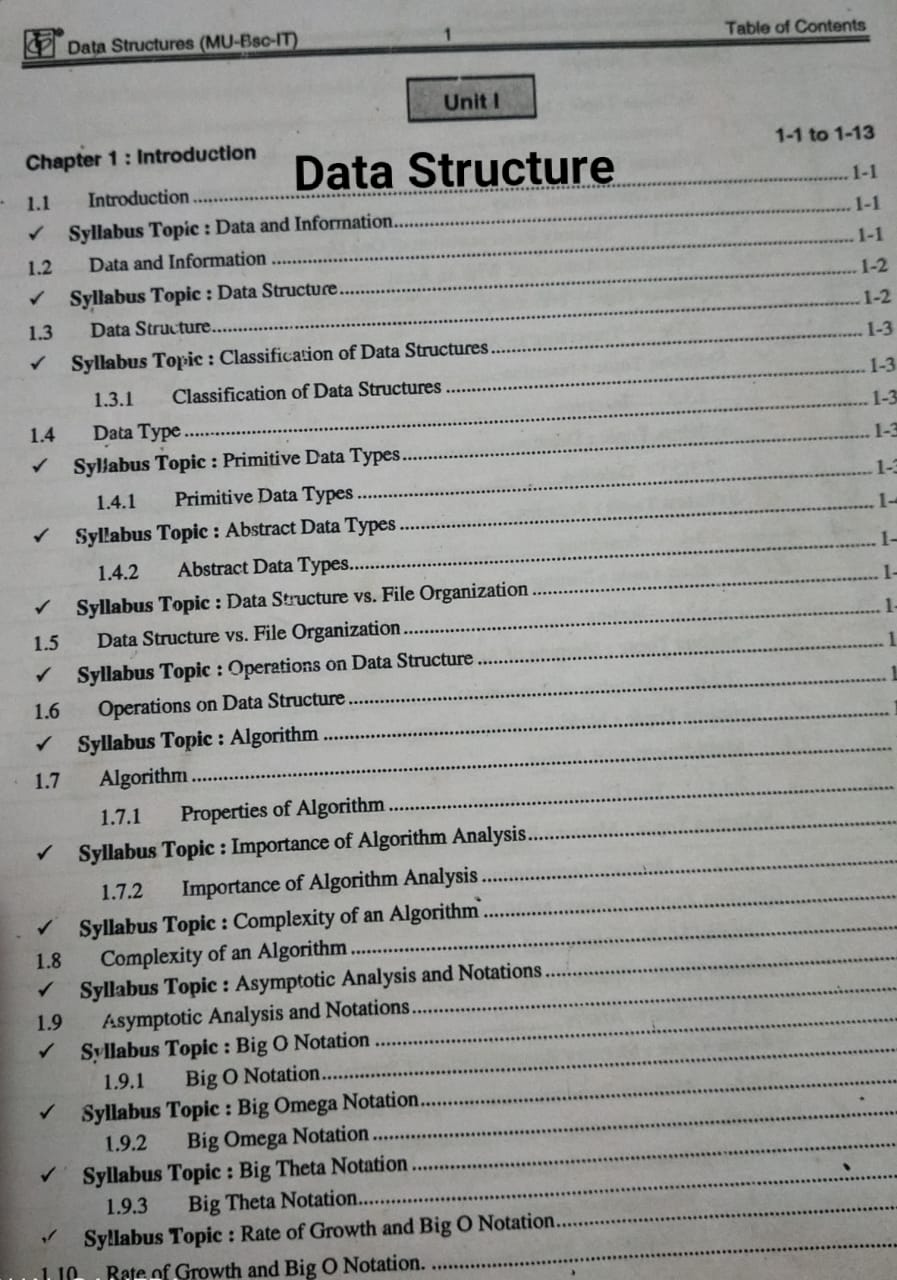 Data Structures (MU-Bsc-IT) 1 Table of Contents
Unit I
1-1 to 1-13
Chapter 1 : Introduction
Data Structure
1.1 Introduction ........ 1-1
✓ Syllabus Topic : Data and Information ........ 1-1
1.2 Data and Information ........ 1-1
✓ Syllabus Topic : Data Structure ........ 1-2
1.3 Data Structure ........ 1-2
✓ Syllabus Topic : Classification of Data Structures ........ 1-3
1.3.1 Classification of Data Structures ........ 1-3
1.4 Data Type ........ 1-3
✓ Syllabus Topic : Primitive Data Types ........ 1-3
1.4.1 Primitive Data Types ........ 1-
✓ Syllabus Topic : Abstract Data Types ........ 1-
1.4.2 Abstract Data Types ........ 1-
✓ Syllabus Topic : Data Structure vs. File Organization ........ 1-
1.5 Data Structure vs. File Organization ........ 1-
✓ Syllabus Topic : Operations on Data Structure ........ 1
1.6 Operations on Data Structure ........ 1
✓ Syllabus Topic : Algorithm ........
1.7 Algorithm ........
1.7.1 Properties of Algorithm ........
✓ Syllabus Topic : Importance of Algorithm Analysis ........
1.7.2 Importance of Algorithm Analysis ........
✓ Syllabus Topic : Complexity of an Algorithm ........
1.8 Complexity of an Algorithm ........
✓ Syllabus Topic : Asymptotic Analysis and Notations ........
1.9 Asymptotic Analysis and Notations ........
✓ Syllabus Topic : Big O Notation ........
1.9.1 Big O Notation ........
✓ Syllabus Topic : Big Omega Notation ........
1.9.2 Big Omega Notation ........
✓ Syllabus Topic : Big Theta Notation ........
1.9.3 Big Theta Notation ........
✓ Syllabus Topic : Rate of Growth and Big O Notation ........
1.10 Rate of Growth and Big O Notation. ........